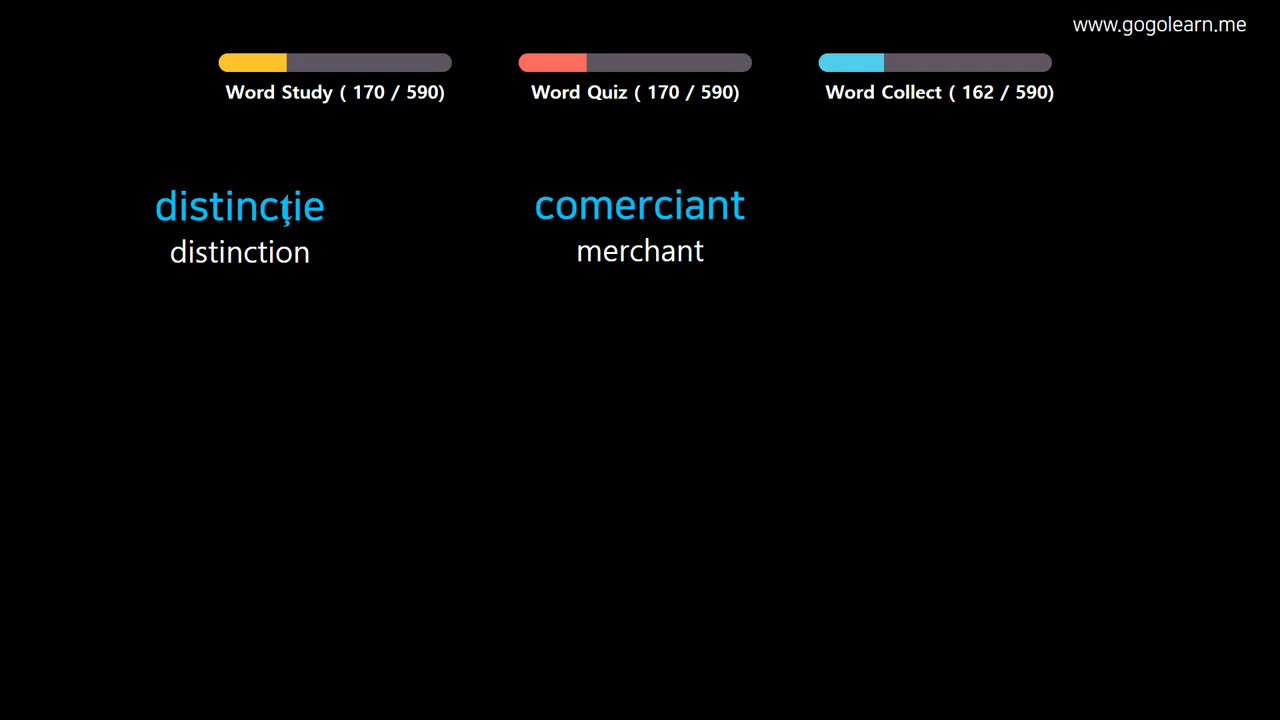 www.gogolearn.me
Word Study ( 170 / 590)
Word Quiz ( 170 / 590)
Word Collect ( 162 / 590)
distincţie
distinction
comerciant
merchant